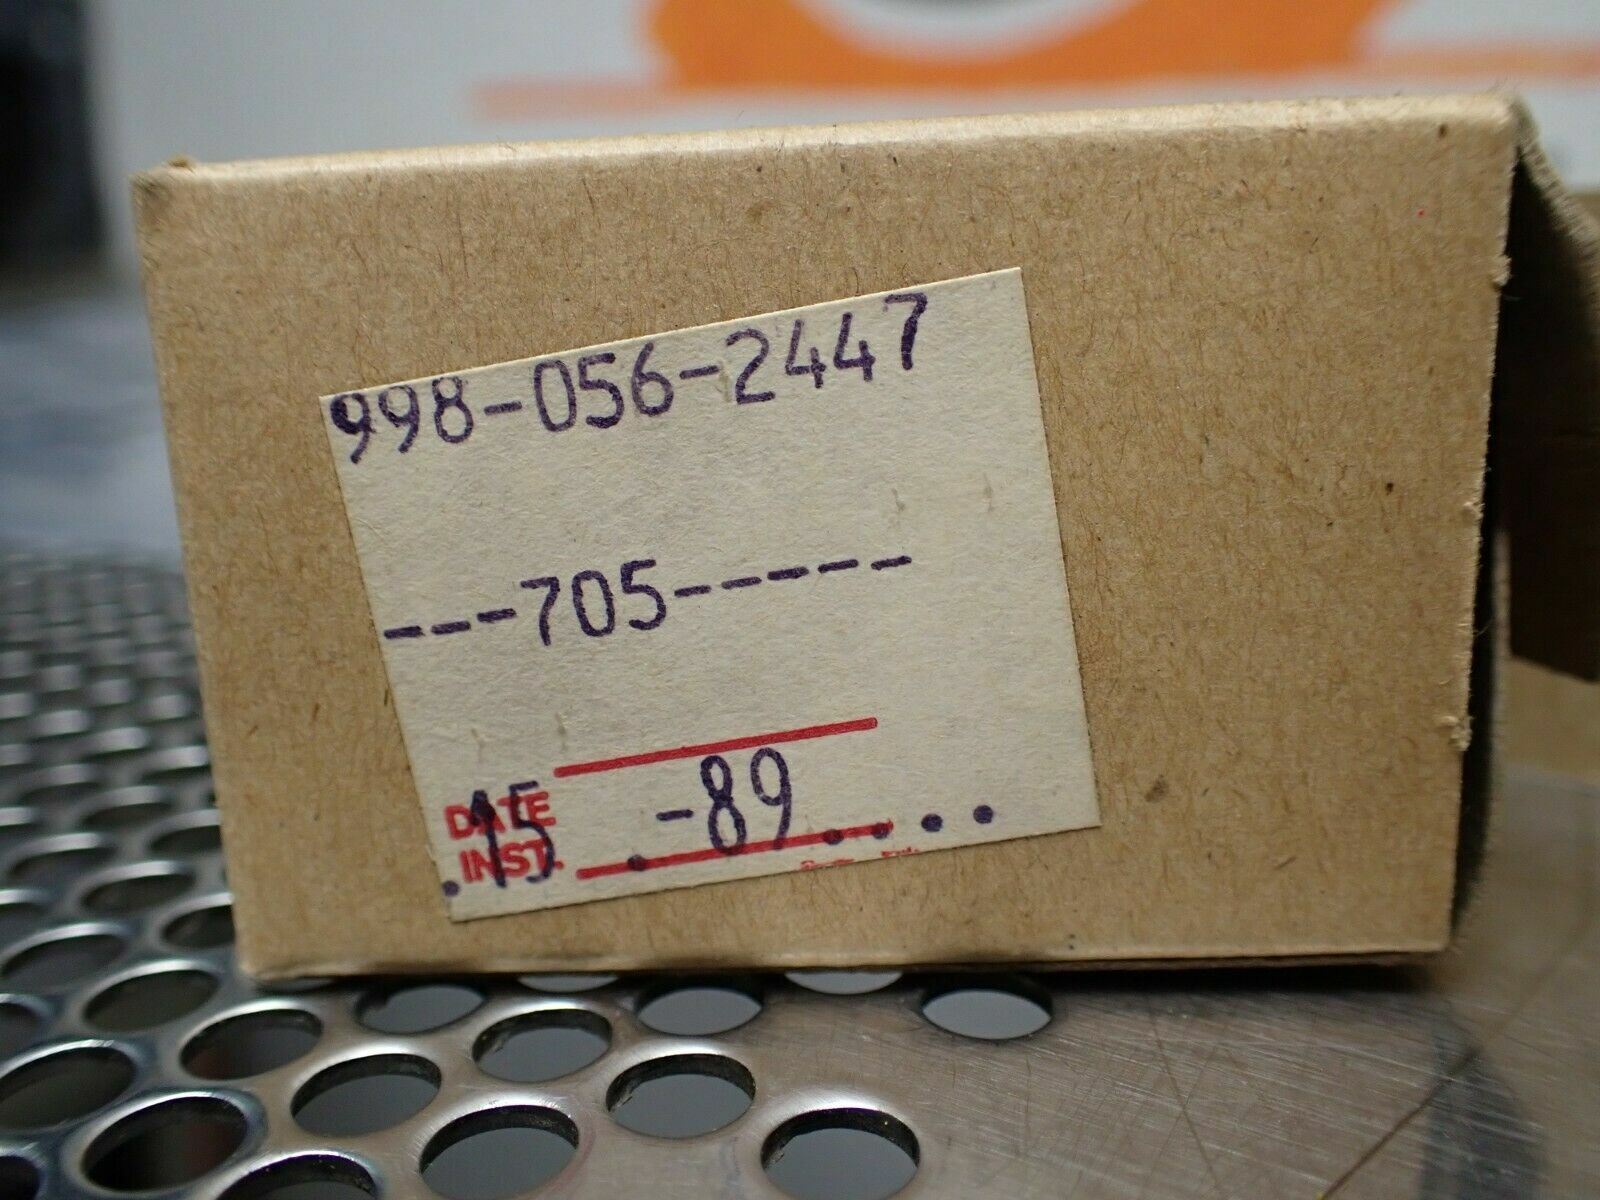 998-056-2447
---705-----
DATE
INST.
.15 .-89....